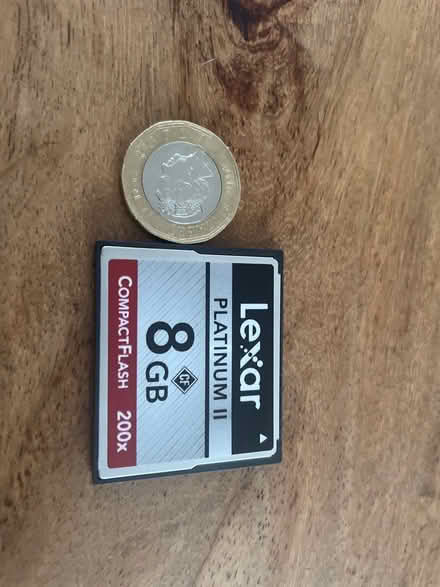 Lexar
PLATINUM II
8 GB
CF
COMPACTFLASH 200x